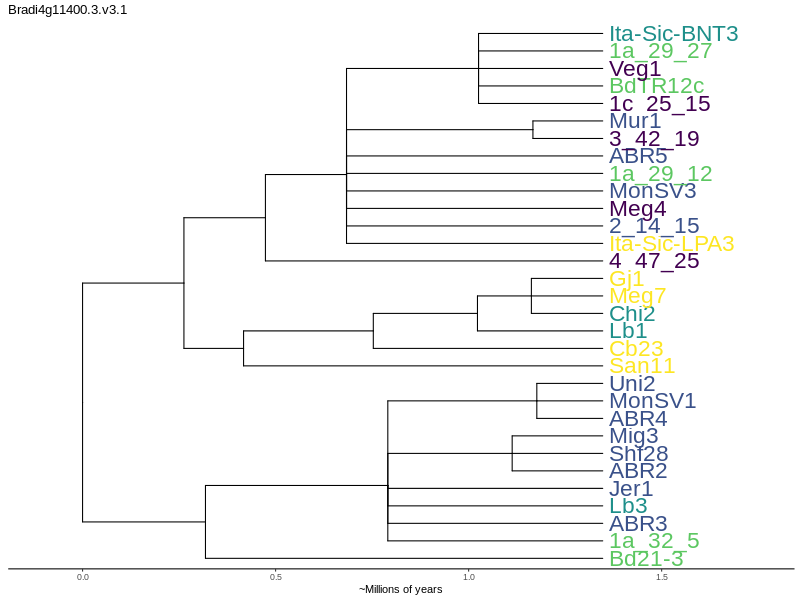 Bradi4g11400.3.v3.1
Ita-Sic-BNT3
1a_29_27
Veg1
BdTR12c
1c_25_15
Mur1
3_42_19
ABR5
1a_29_12
MonSV3
Meg4
2_14_15
Ita-Sic-LPA3
4_47_25
Gj1
Meg7
Chi2
Lb1
Cb23
San11
Uni2
MonSV1
ABR4
Mig3
Shf28
ABR2
Jer1
Lb3
ABR3
1a_32_5
Bd21-3
0.0 0.5 1.0 1.5
~Millions of years